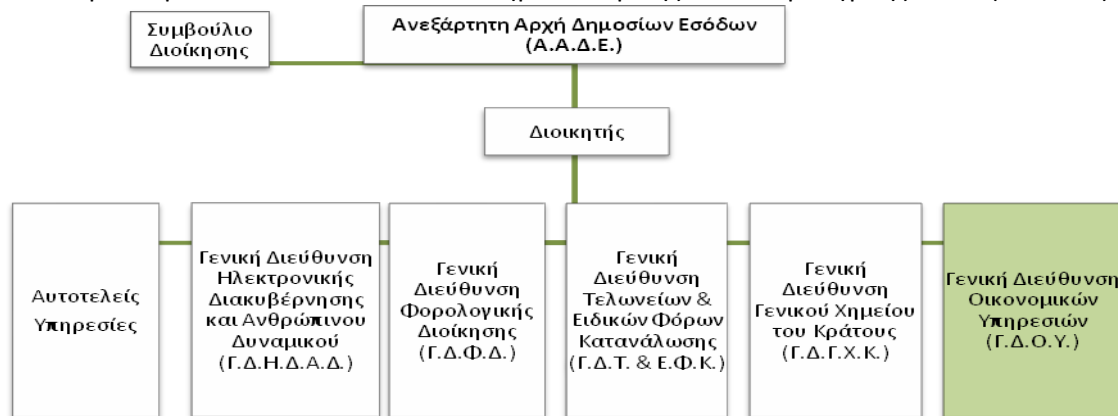 Συμβούλιο
Διοίκησης
Ανεξάρτητη Αρχή Δημοσίων Εσόδων
(Α.Α.Δ.Ε.)
Διοικητής
Αυτοτελείς
Υπηρεσίες
Γενική Διεύθυνση
Ηλεκτρονικής
Διακυβέρνησης
και Ανθρώπινου
Δυναμικού
(Γ.Δ.Η.Δ.Α.Δ.)
Γενική
Διεύθυνση
Φορολογικής
Διοίκησης
(Γ.Δ.Φ.Δ.)
Γενική
Διεύθυνση
Τελωνείων &
Ειδικών Φόρων
Κατανάλωσης
(Γ.Δ.Τ. & Ε.Φ.Κ.)
Γενική
Διεύθυνση
Γενικού Χημείου
του Κράτους
(Γ.Δ.Γ.Χ.Κ.)
Γενική Διεύθυνση
Οικονομικών
Υπηρεσιών
(Γ.Δ.Ο.Υ.)